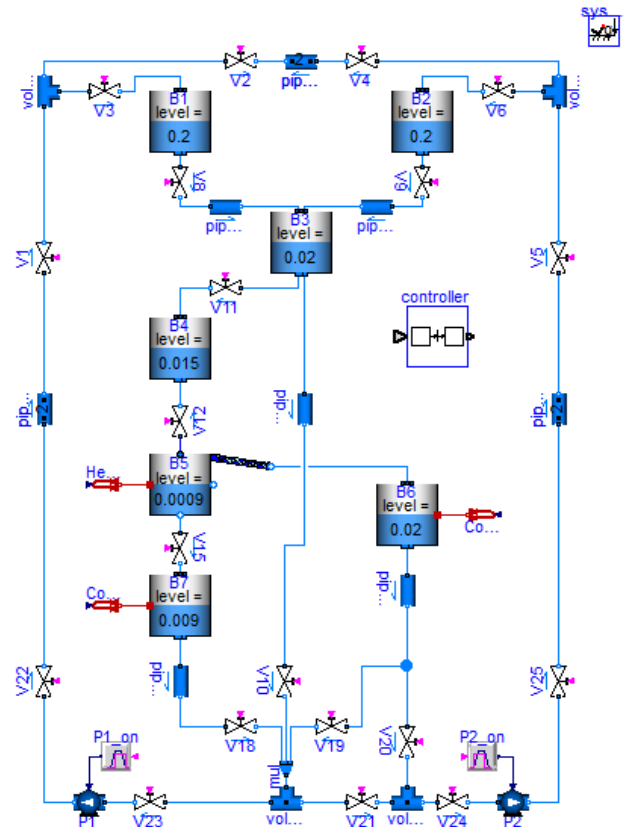 sys...
V2
pip...
2
V4
vol...
V3
B1
level =
0.2
B2
level =
0.2
V6
vol...
V8
V9
pip...
pip...
B3
level =
0.02
V1
V5
V11
controller
B4
level =
0.015
pip...
2
pip...
pip...
2
V12
He...
B5
level =
0.0009
B6
level =
0.02
Co...
V15
Co...
B7
level =
0.009
pip...
pip...
V22
V10
V25
P1_on
V18
V19
V20
P2_on
mul...
P1
V23
vol...
V21
vol...
V24
P2